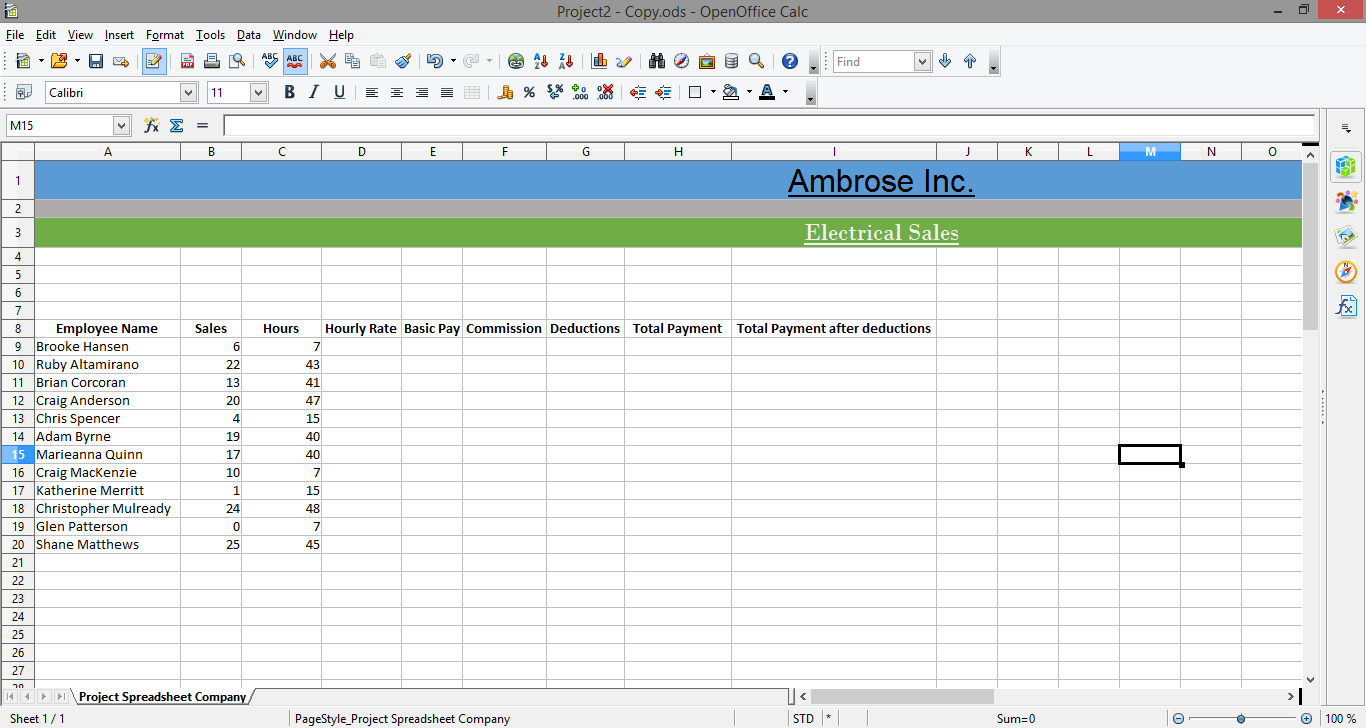 Project2 - Copy.ods - OpenOffice Calc
File Edit View Insert Format Tools Data Window Help
Find
Calibri 11
M15
A B C D E F G H I J K L M N O
1 Ambrose Inc.
2
3 Electrical Sales
4
5
6
7
8 Employee Name Sales Hours Hourly Rate Basic Pay Commission Deductions Total Payment Total Payment after deductions
9 Brooke Hansen 6 7
10 Ruby Altamirano 22 43
11 Brian Corcoran 13 41
12 Craig Anderson 20 47
13 Chris Spencer 4 15
14 Adam Byrne 19 40
15 Marieanna Quinn 17 40
16 Craig MacKenzie 10 7
17 Katherine Merritt 1 15
18 Christopher Mulready 24 48
19 Glen Patterson 0 7
20 Shane Matthews 25 45
21
22
23
24
25
26
27
28
Project Spreadsheet Company
Sheet 1 / 1 PageStyle_Project Spreadsheet Company STD * Sum=0 100 %